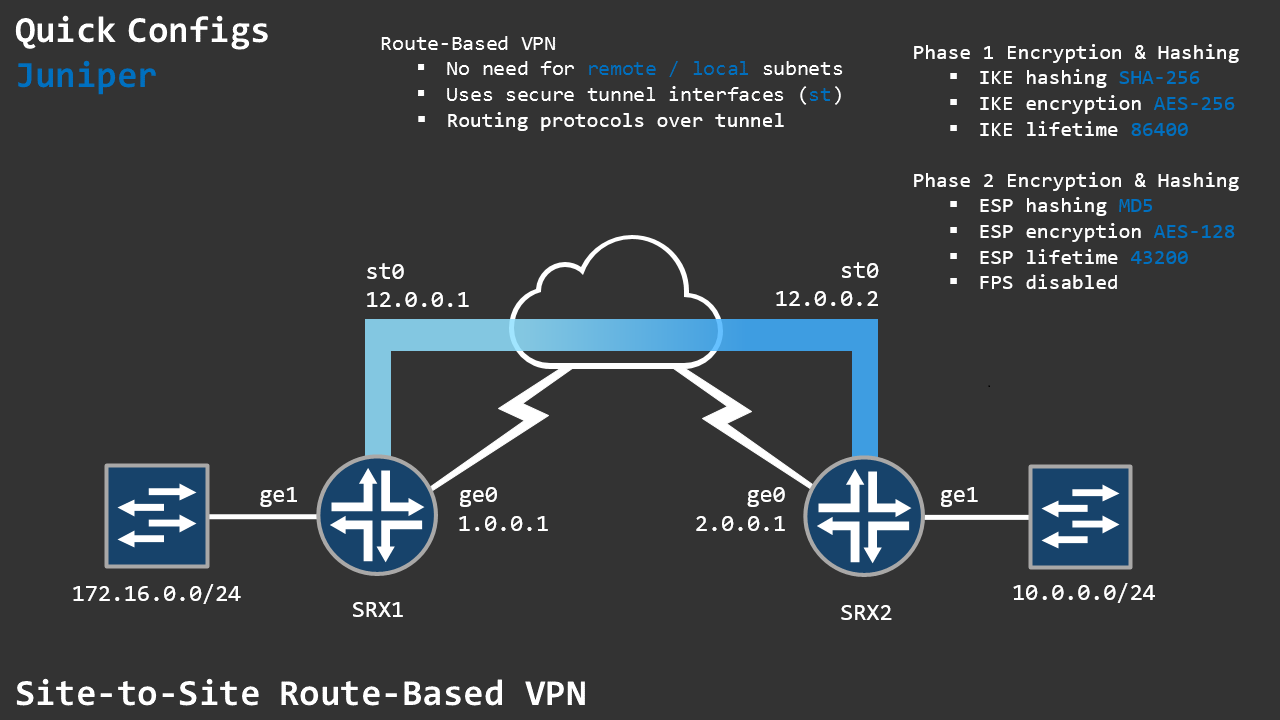 Quick Configs
Juniper
Route-Based VPN
▪ No need for remote / local subnets
▪ Uses secure tunnel interfaces (st)
▪ Routing protocols over tunnel
Phase 1 Encryption & Hashing
▪ IKE hashing SHA-256
▪ IKE encryption AES-256
▪ IKE lifetime 86400
Phase 2 Encryption & Hashing
▪ ESP hashing MD5
▪ ESP encryption AES-128
▪ ESP lifetime 43200
▪ FPS disabled
st0
12.0.0.1
st0
12.0.0.2
ge1
ge0
1.0.0.1
ge0
2.0.0.1
ge1
172.16.0.0/24
SRX1
SRX2
10.0.0.0/24
Site-to-Site Route-Based VPN